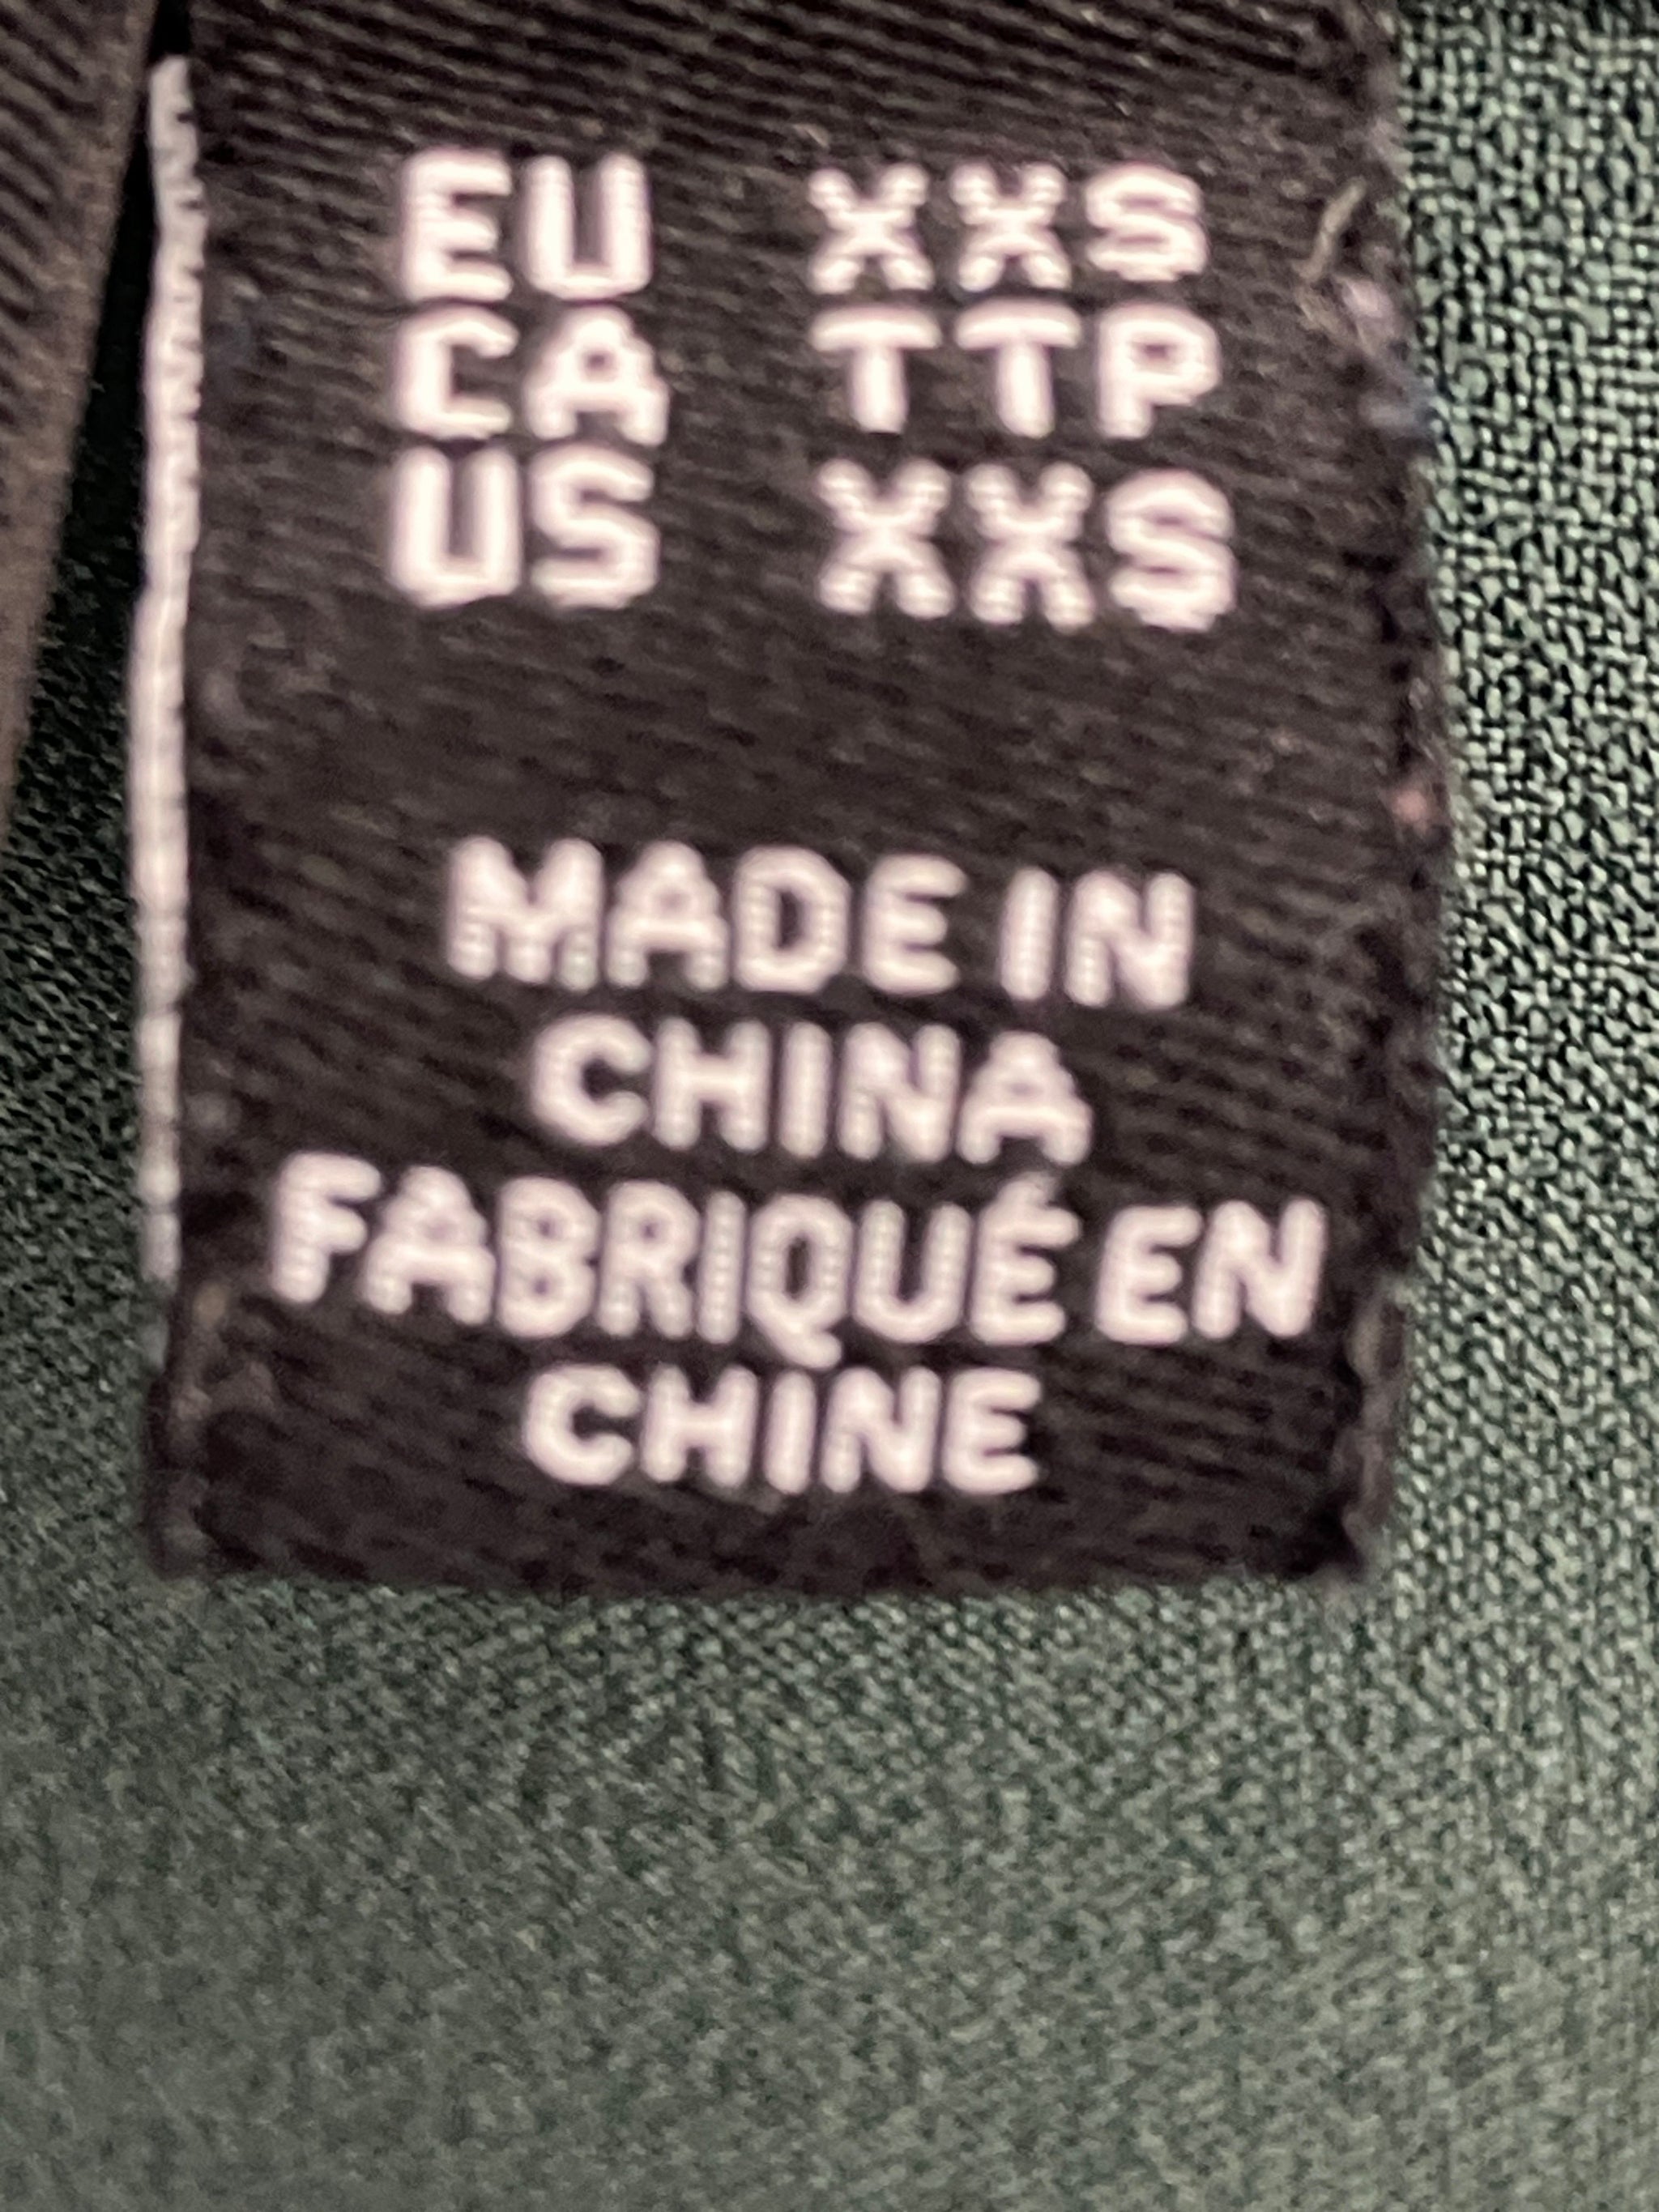 EU XXS
CA TTP
US XXS
MADE IN
CHINA
FABRIQUÉ EN
CHINE